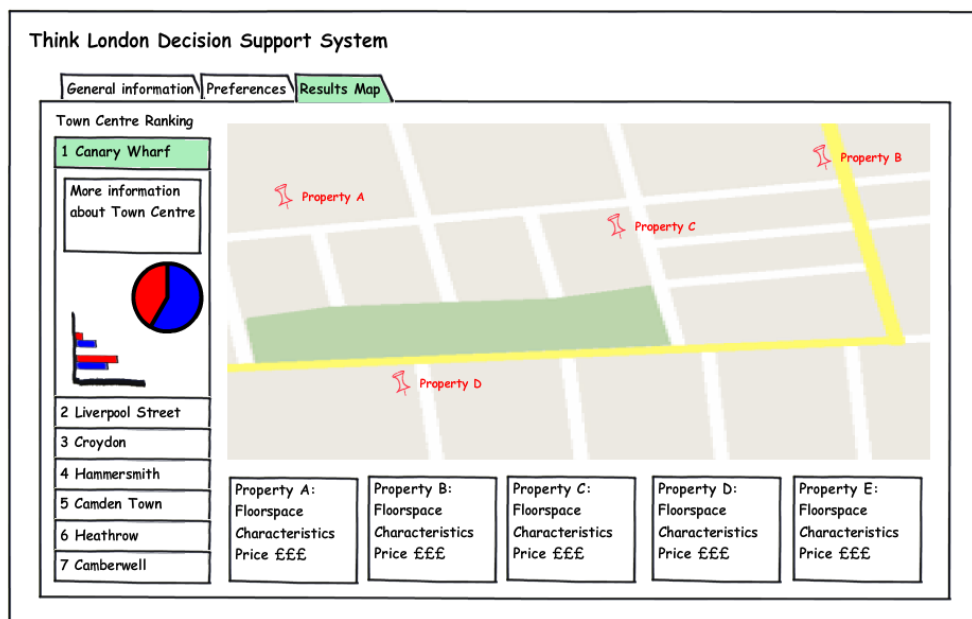 Think London Decision Support System
General information
Preferences
Results Map
Town Centre Ranking
1 Canary Wharf
More information
about Town Centre
2 Liverpool Street
3 Croydon
4 Hammersmith
5 Camden Town
6 Heathrow
7 Camberwell
Property A
Property B
Property C
Property D
Property A:
Floorspace
Characteristics
Price £££
Property B:
Floorspace
Characteristics
Price £££
Property C:
Floorspace
Characteristics
Price £££
Property D:
Floorspace
Characteristics
Price £££
Property E:
Floorspace
Characteristics
Price £££